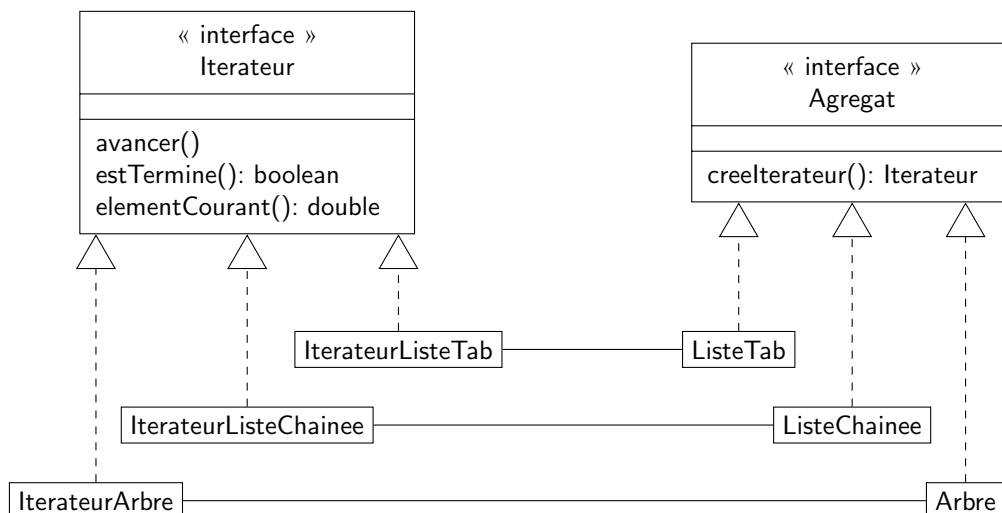 « interface »
Iterateur
avancer()
estTermine(): boolean
elementCourant(): double
« interface »
Agregat
creeIterateur(): Iterateur
IterateurListeTab
ListeTab
IterateurListeChainee
ListeChainee
IterateurArbre
Arbre